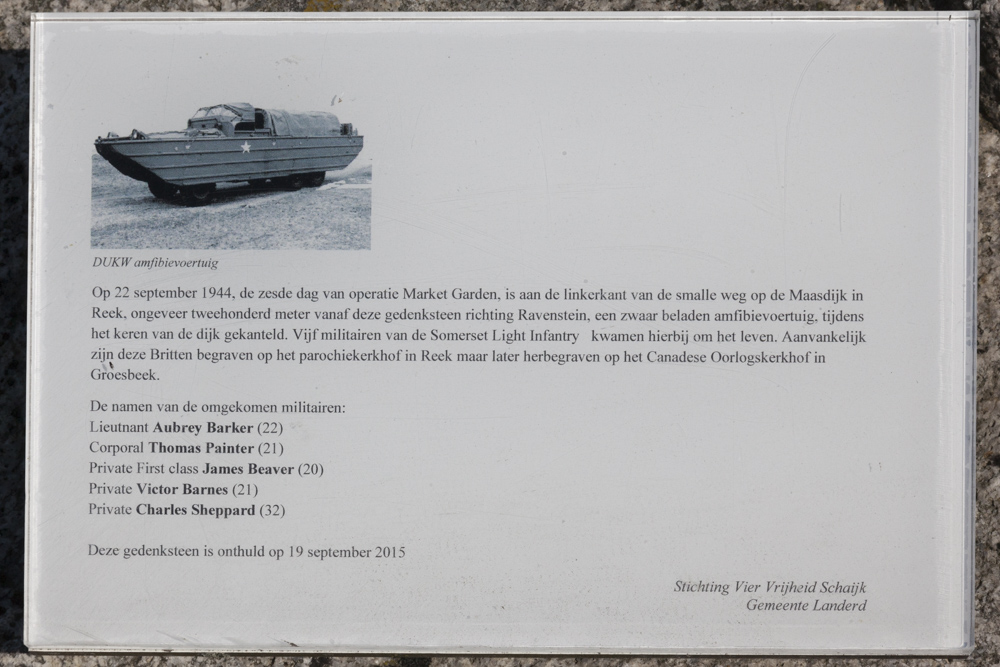 DUKW amfibievoertuig
Op 22 september 1944, de zesde dag van operatie Market Garden, is aan de linkerkant van de smalle weg op de Maasdijk in
Reek, ongeveer tweehonderd meter vanaf deze gedenksteen richting Ravenstein, een zwaar beladen amfibievoertuig, tijdens
het keren van de dijk gekanteld. Vijf militairen van de Somerset Light Infantry kwamen hierbij om het leven. Aanvankelijk
zijn deze Britten begraven op het parochiekerkhof in Reek maar later herbegraven op het Canadese Oorlogskerkhof in
Groesbeek.
De namen van de omgekomen militairen:
Lieutnant Aubrey Barker (22)
Corporal Thomas Painter (21)
Private First class James Beaver (20)
Private Victor Barnes (21)
Private Charles Sheppard (32)
Deze gedenksteen is onthuld op 19 september 2015
Stichting Vier Vrijheid Schaijk
Gemeente Landerd